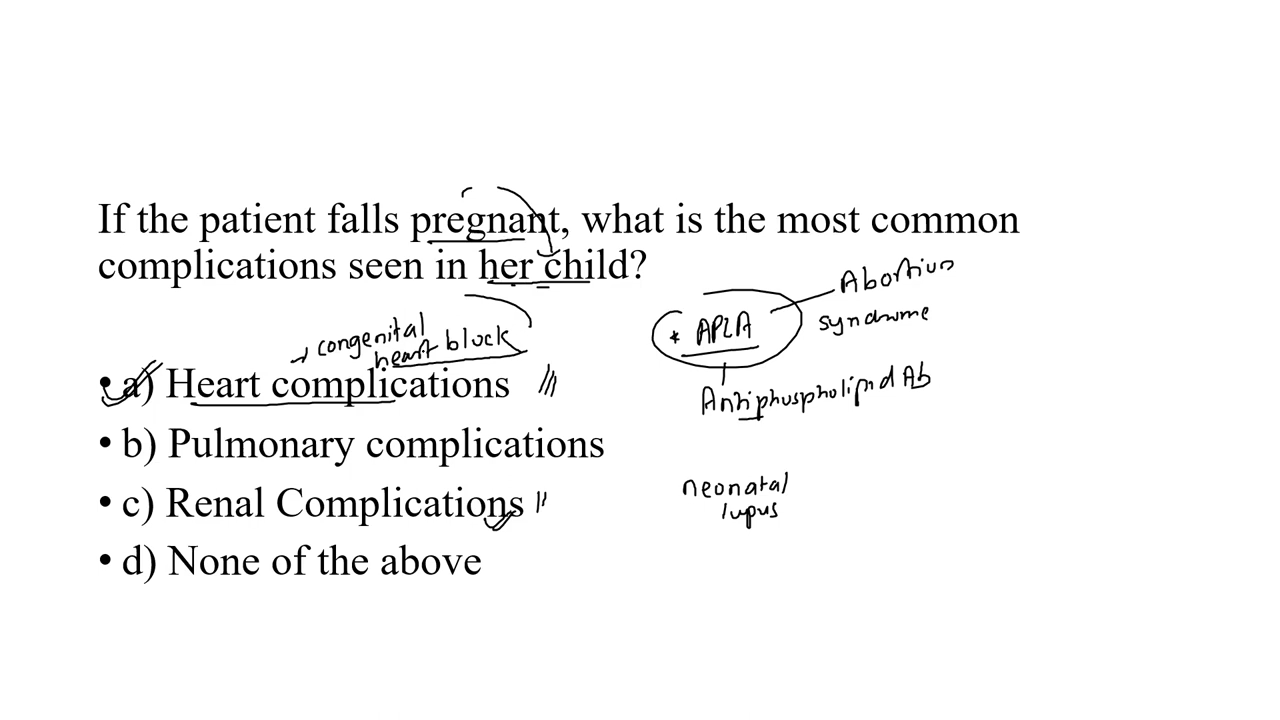 If the patient falls pregnant, what is the most common
complications seen in her child?
congenital
heart block
• a) Heart complications
• b) Pulmonary complications
• c) Renal Complications
• d) None of the above
* APLA
Abortion
syndrome
Antiphospholipid Ab
neonatal
lupus